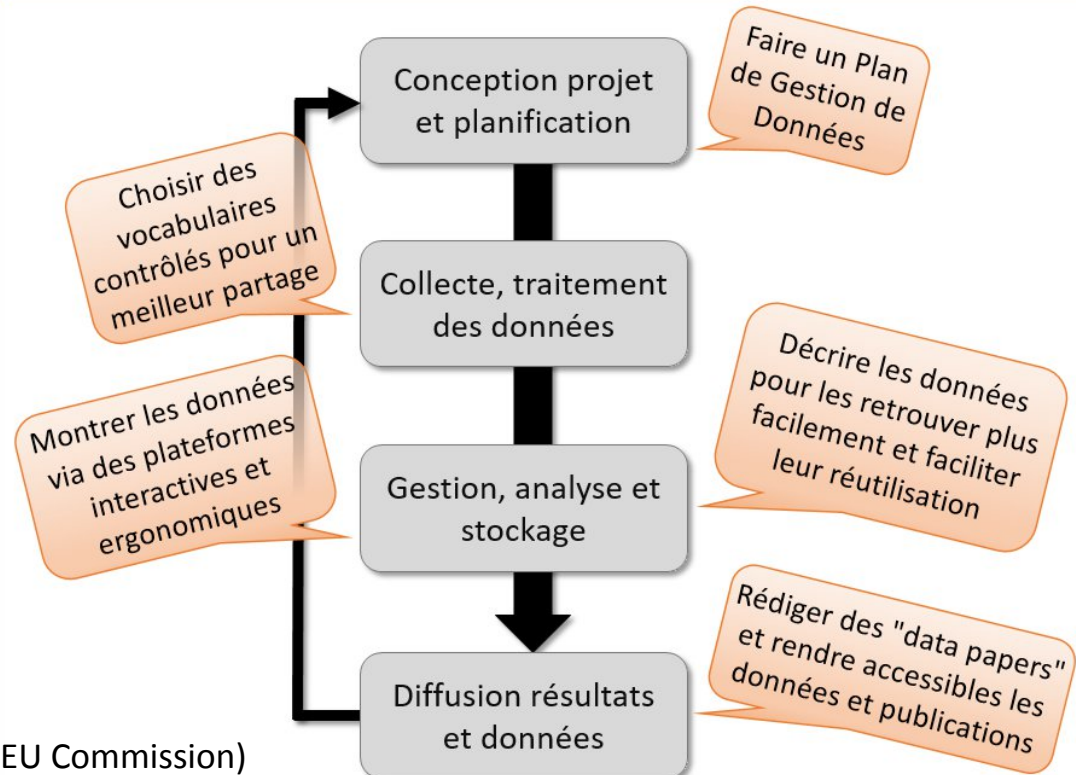 Conception projet
et planification
Faire un Plan
de Gestion de
Données
Choisir des
vocabulaires
contrôlés pour un
meilleur partage
Collecte, traitement
des données
Décrire les données
pour les retrouver plus
facilement et faciliter
leur réutilisation
Montrer les données
via des plateformes
interactives et
ergonomiques
Gestion, analyse et
stockage
Rédiger des "data papers"
et rendre accessibles les
données et publications
Diffusion résultats
et données
EU Commission)